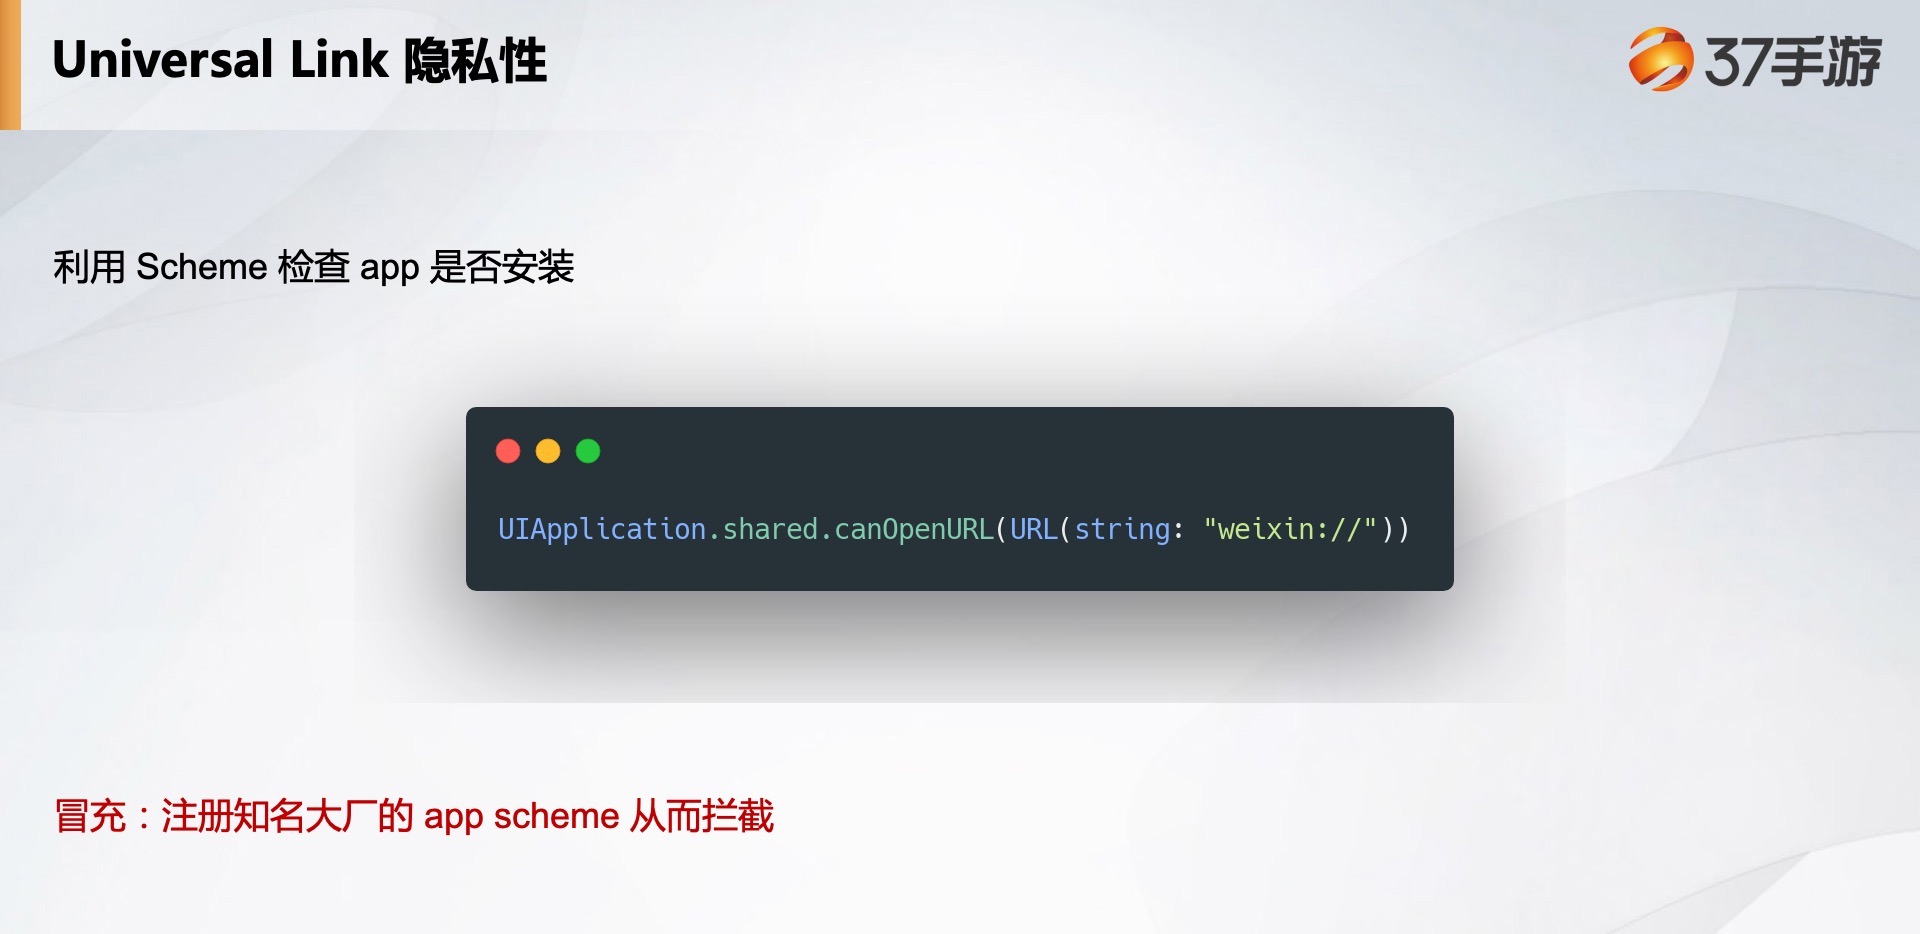 Universal Link 隐私性
37手游
利用 Scheme 检查 app 是否安装
UIApplication.shared.canOpenURL(URL(string: "weixin://"))
冒充：注册知名大厂的 app scheme 从而拦截